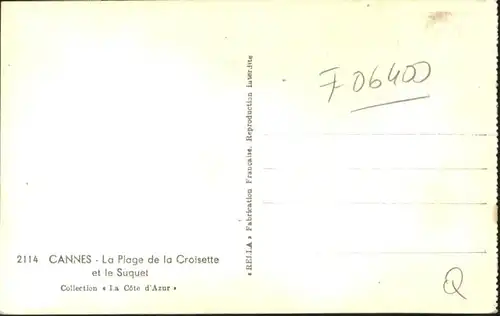 F 06400
2114 CANNES - La Plage de la Croisette
et le Suquet
Collection « La Côte d'Azur »
« RELLA » Fabrication Française. Reproduction interdite
Q